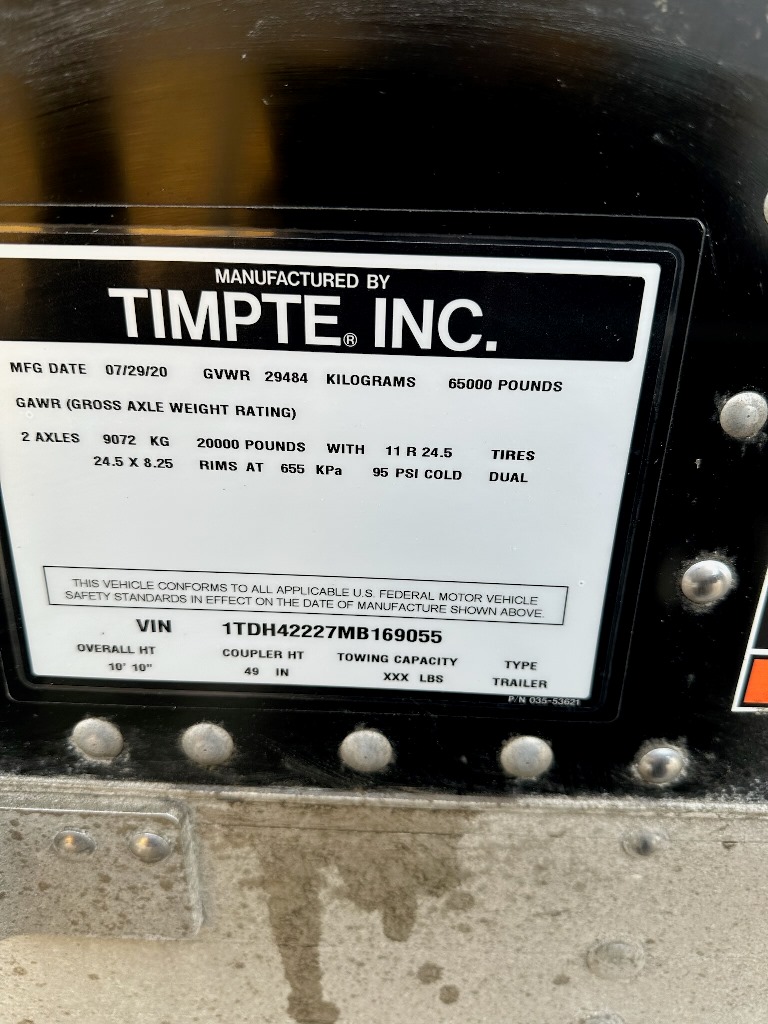 MANUFACTURED BY
TIMPTE® INC.
MFG DATE 07/29/20 GVWR 29484 KILOGRAMS 65000 POUNDS
GAWR (GROSS AXLE WEIGHT RATING)
2 AXLES 9072 KG 20000 POUNDS WITH 11 R 24.5 TIRES
24.5 X 8.25 RIMS AT 655 KPa 95 PSI COLD DUAL
THIS VEHICLE CONFORMS TO ALL APPLICABLE U.S. FEDERAL MOTOR VEHICLE
SAFETY STANDARDS IN EFFECT ON THE DATE OF MANUFACTURE SHOWN ABOVE.
VIN 1TDH42227MB169055
OVERALL HT COUPLER HT TOWING CAPACITY TYPE
10' 10" 49 IN XXX LBS TRAILER
P/N 035-53621